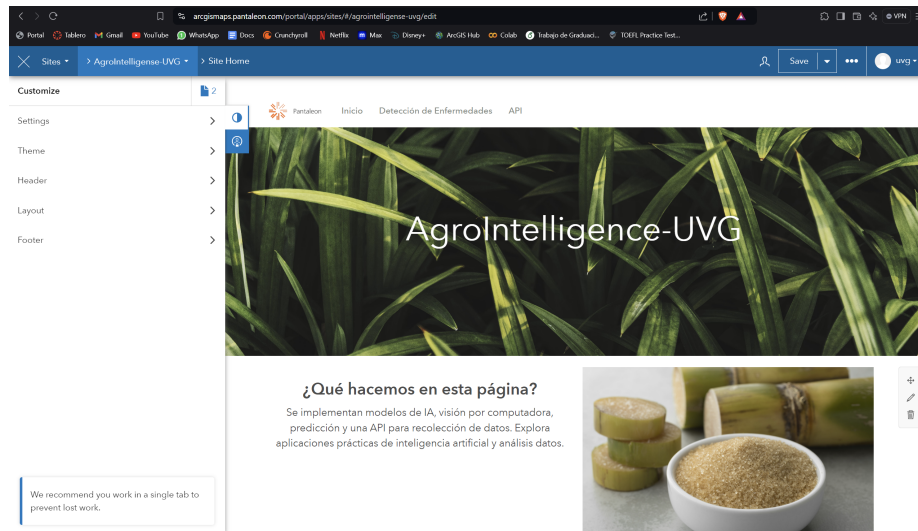 arcgismaps.pantaleon.com/portal/apps/sites/#/agrointelligense-uvg/edit
VPN
Portal Tablero Gmail YouTube WhatsApp Docs Crunchyroll Netflix Max Disney+ ArcGIS Hub Colab Trabajo de Graduaci... TOEFL Practice Test...
Sites > AgroIntelligense-UVG > Site Home Save uvg
Customize 2
Settings
Theme
Header
Layout
Footer
We recommend you work in a single tab to
prevent lost work.
Pantaleon Inicio Detección de Enfermedades API
AgroIntelligence-UVG
¿Qué hacemos en esta página?
Se implementan modelos de IA, visión por computadora,
predicción y una API para recolección de datos. Explora
aplicaciones prácticas de inteligencia artificial y análisis datos.